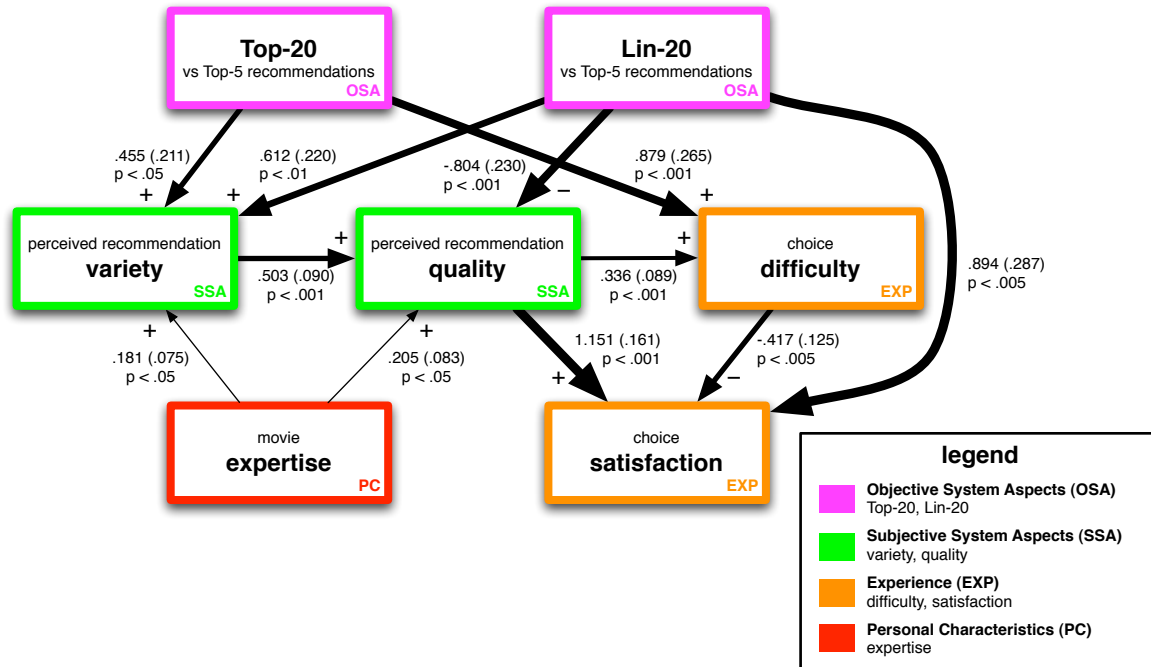 Top-20
vs Top-5 recommendations
OSA
Lin-20
vs Top-5 recommendations
OSA
.455 (.211)
p < .05
+
.612 (.220)
p < .01
+
-.804 (.230)
p < .001
–
.879 (.265)
p < .001
+
perceived recommendation
variety
SSA
+
.503 (.090)
p < .001
perceived recommendation
quality
SSA
+
.336 (.089)
p < .001
choice
difficulty
EXP
.894 (.287)
p < .005
+
.181 (.075)
p < .05
+
.205 (.083)
p < .05
1.151 (.161)
p < .001
+
-.417 (.125)
p < .005
–
movie
expertise
PC
choice
satisfaction
EXP
legend
Objective System Aspects (OSA)
Top-20, Lin-20
Subjective System Aspects (SSA)
variety, quality
Experience (EXP)
difficulty, satisfaction
Personal Characteristics (PC)
expertise